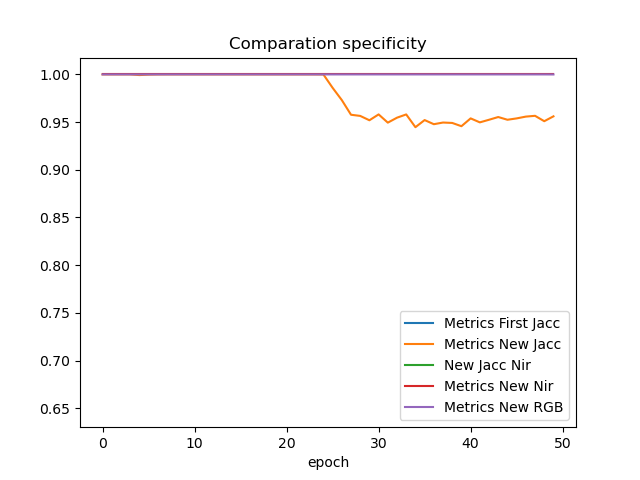 Comparation specificity
1.00
0.95
0.90
0.85
0.80
0.75
0.70
0.65
Metrics First Jacc
Metrics New Jacc
New Jacc Nir
Metrics New Nir
Metrics New RGB
0 10 20 30 40 50
epoch